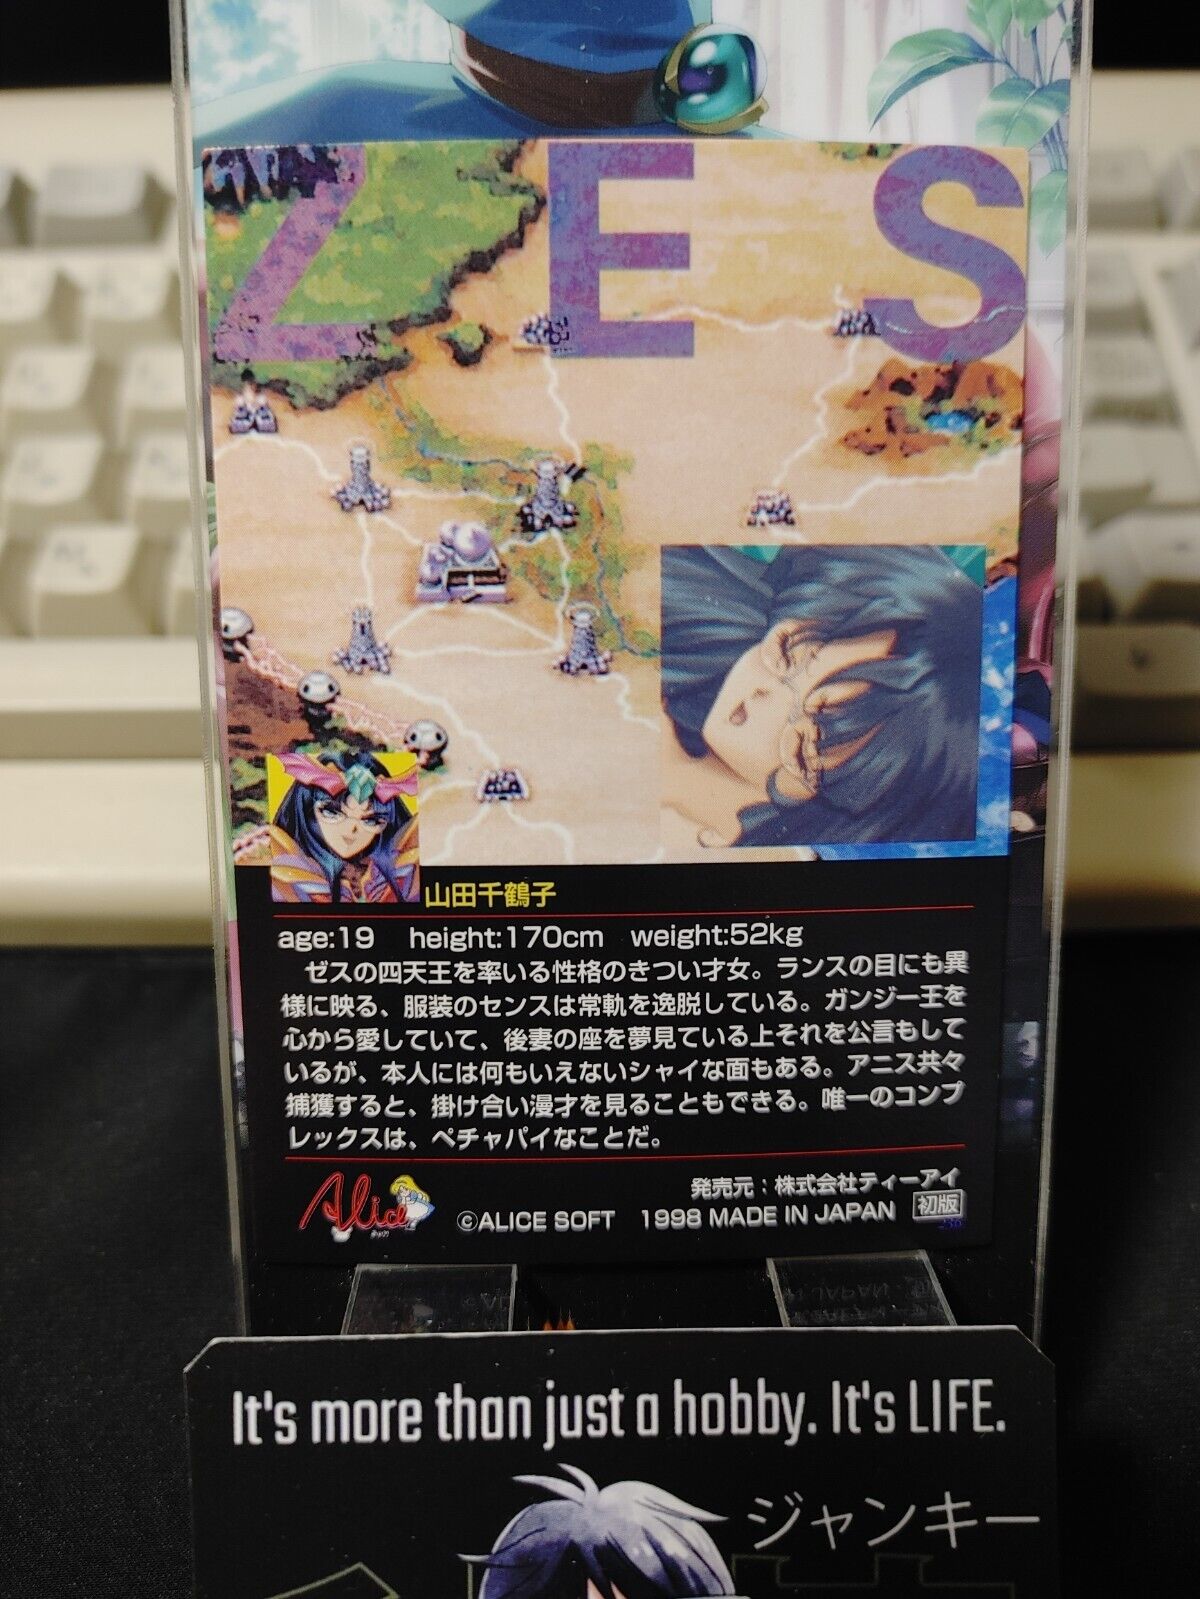 ZES
山田千鶴子
age:19 height:170cm weight:52kg
ゼスの四天王を率いる性格のきつい才女。ランスの目にも異
様に映る、服装のセンスは常軌を逸脱している。ガンジー王を
心から愛していて、後妻の座を夢見ている上それを公言もして
いるが、本人には何もいえないシャイな面もある。アニス共々
捕獲すると、掛け合い漫才を見ることもできる。唯一のコンプ
レックスは、ペチャパイなことだ。
Alice
発売元：株式会社ティーアイ
©ALICE SOFT 1998 MADE IN JAPAN 初版
It's more than just a hobby. It's LIFE.
ジャンキー